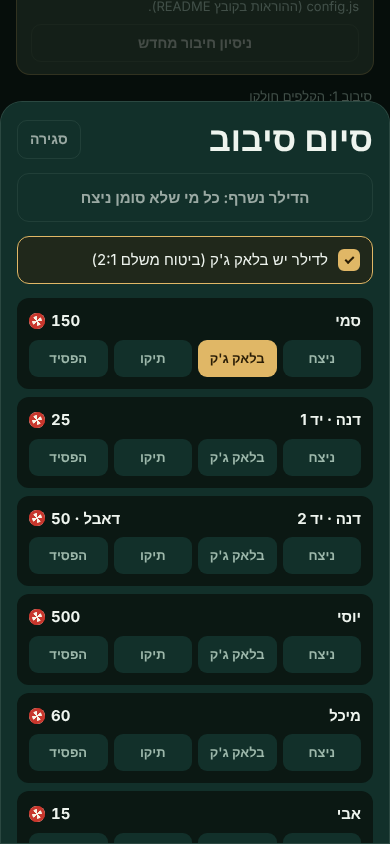 config.js (ההוראות בקובץ README).
ניסיון חיבור מחדש
סיבוב 1: הקלפים חולקו
סיום סיבוב
סגירה
הדילר נשרף: כל מי שלא סומן ניצח
לדילר יש בלאק ג'ק (ביטוח משלם 2:1)
סמי 150
ניצח בלאק ג'ק תיקו הפסיד
דנה · יד 1 25
ניצח בלאק ג'ק תיקו הפסיד
דנה · יד 2 דאבל · 50
ניצח בלאק ג'ק תיקו הפסיד
יוסי 500
ניצח בלאק ג'ק תיקו הפסיד
מיכל 60
ניצח בלאק ג'ק תיקו הפסיד
אבי 15